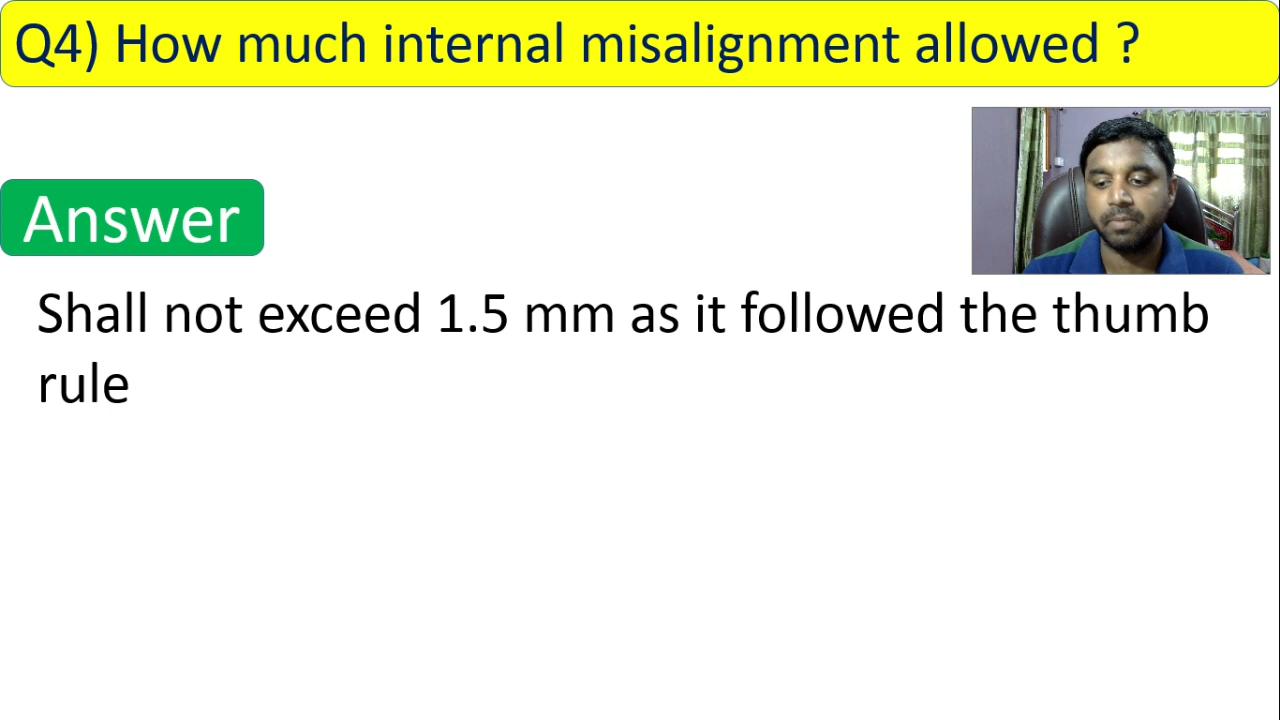 Q4) How much internal misalignment allowed ?
Answer
Shall not exceed 1.5 mm as it followed the thumb
rule